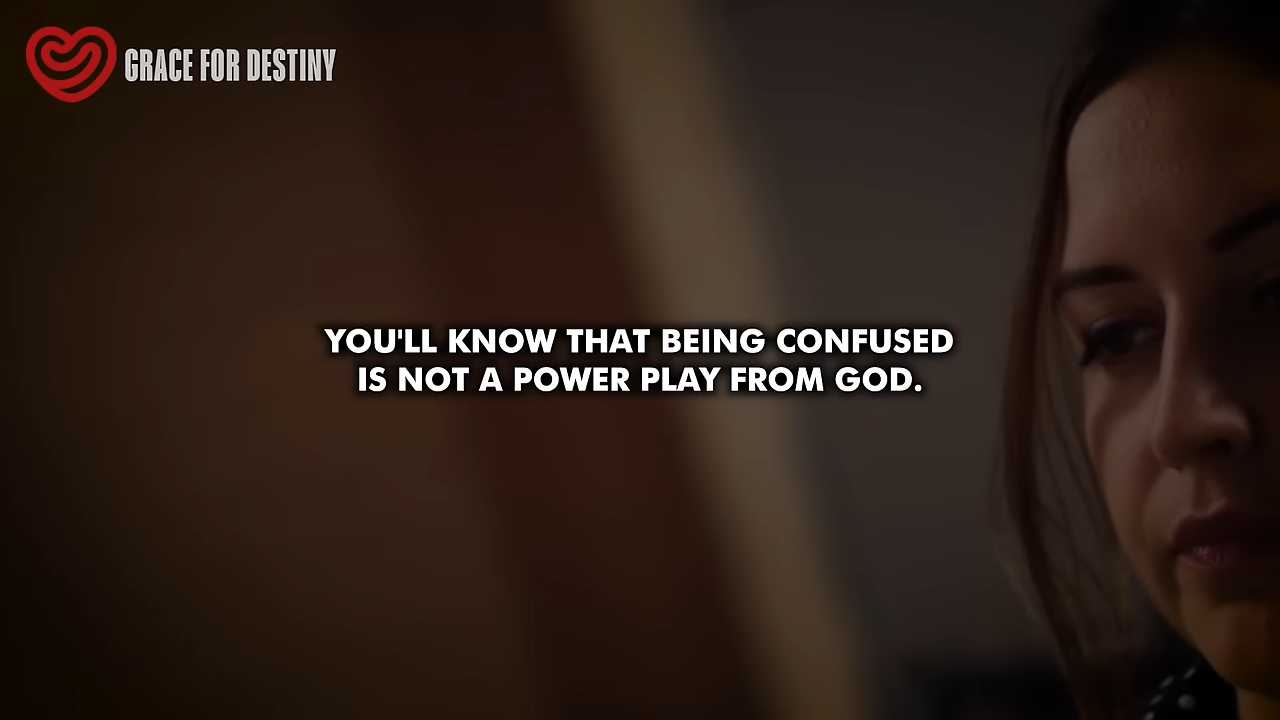 GRACE FOR DESTINY
YOU'LL KNOW THAT BEING CONFUSED
IS NOT A POWER PLAY FROM GOD.